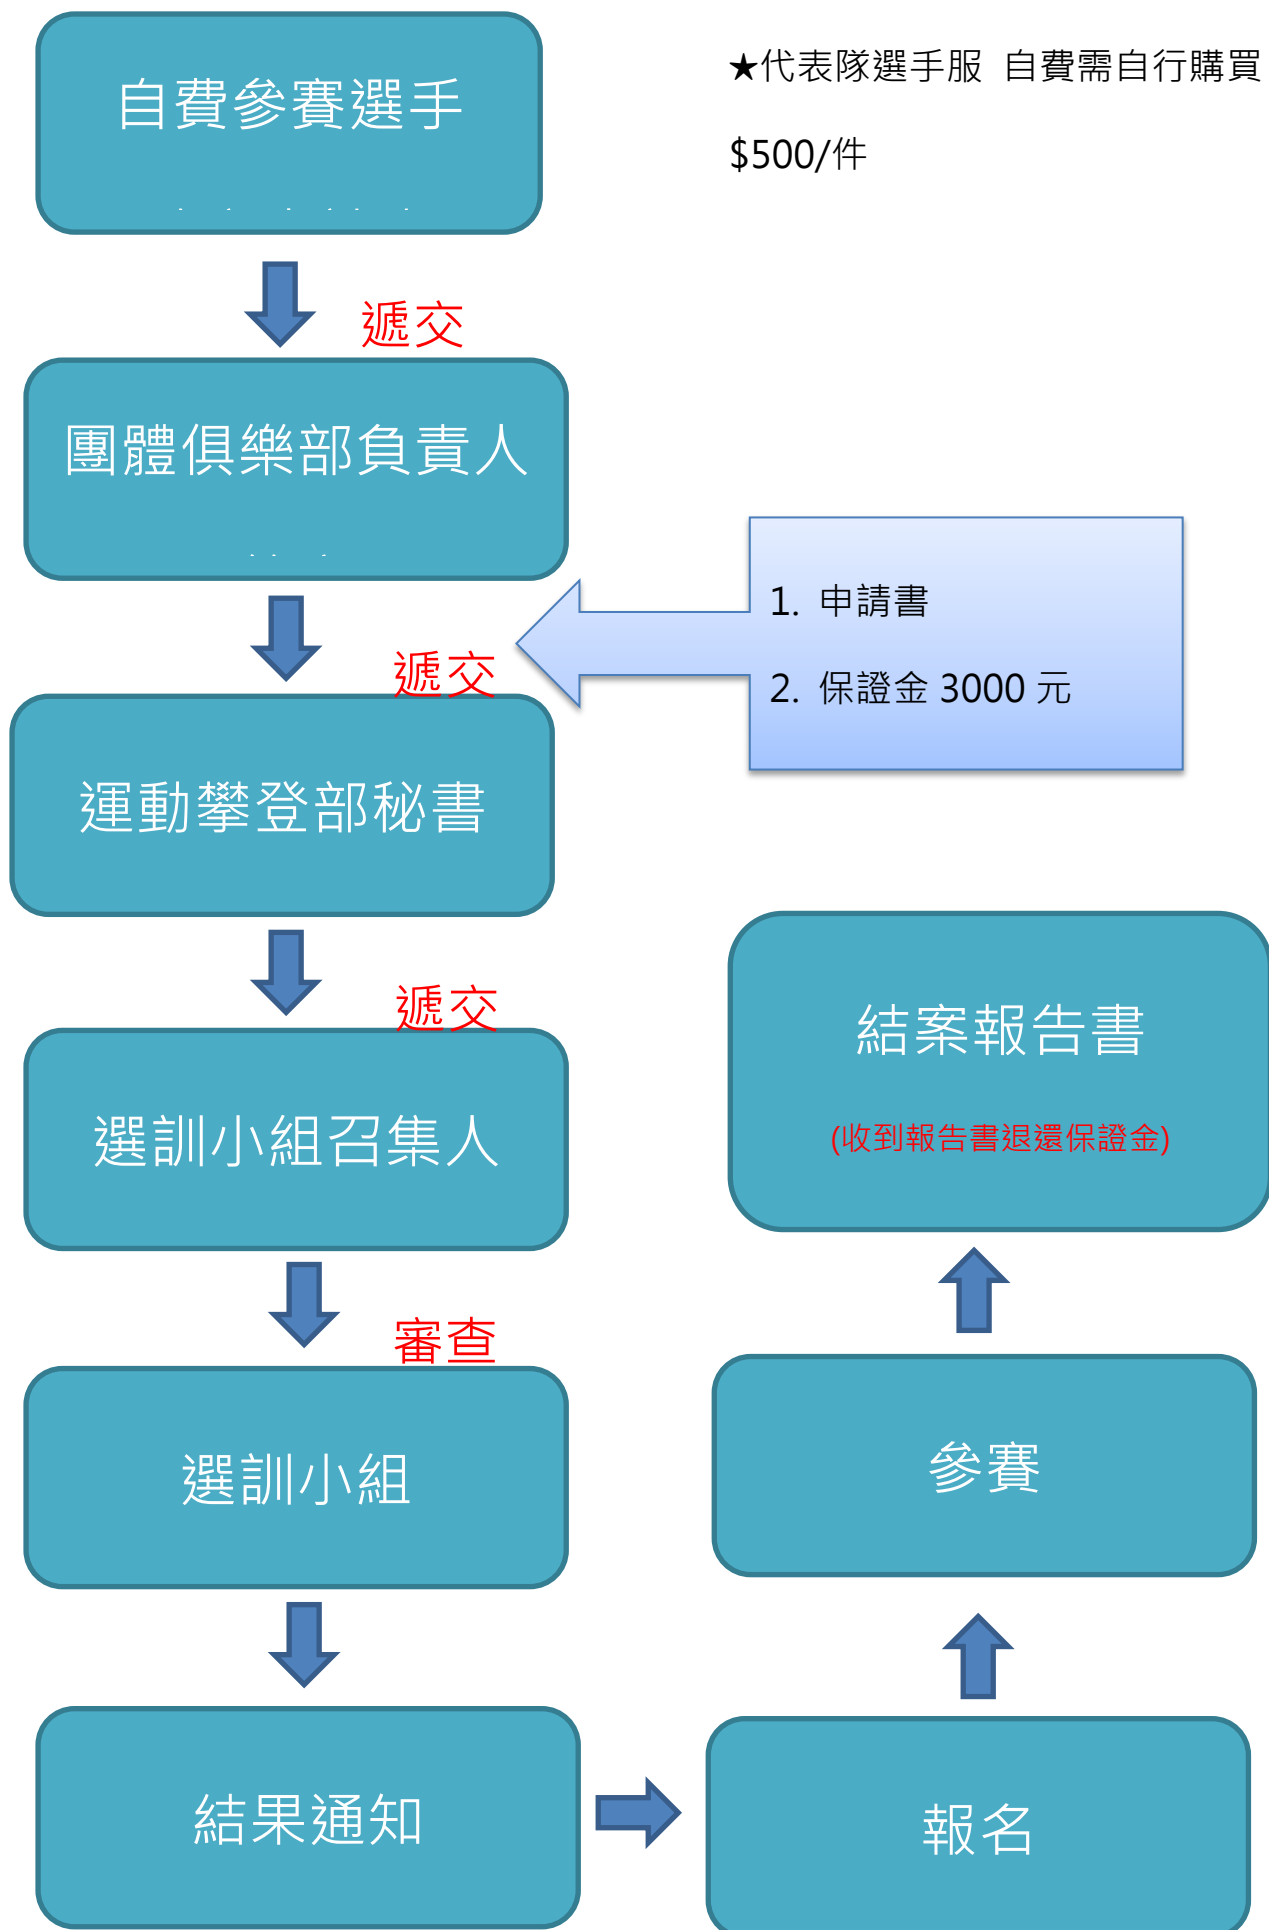 自費參賽選手
★代表隊選手服 自費需自行購買
$500/件
遞交
團體俱樂部負責人
1. 申請書
2. 保證金 3000 元
遞交
運動攀登部秘書
遞交
選訓小組召集人
審查
選訓小組
結果通知
報名
參賽
結案報告書
(收到報告書退還保證金)